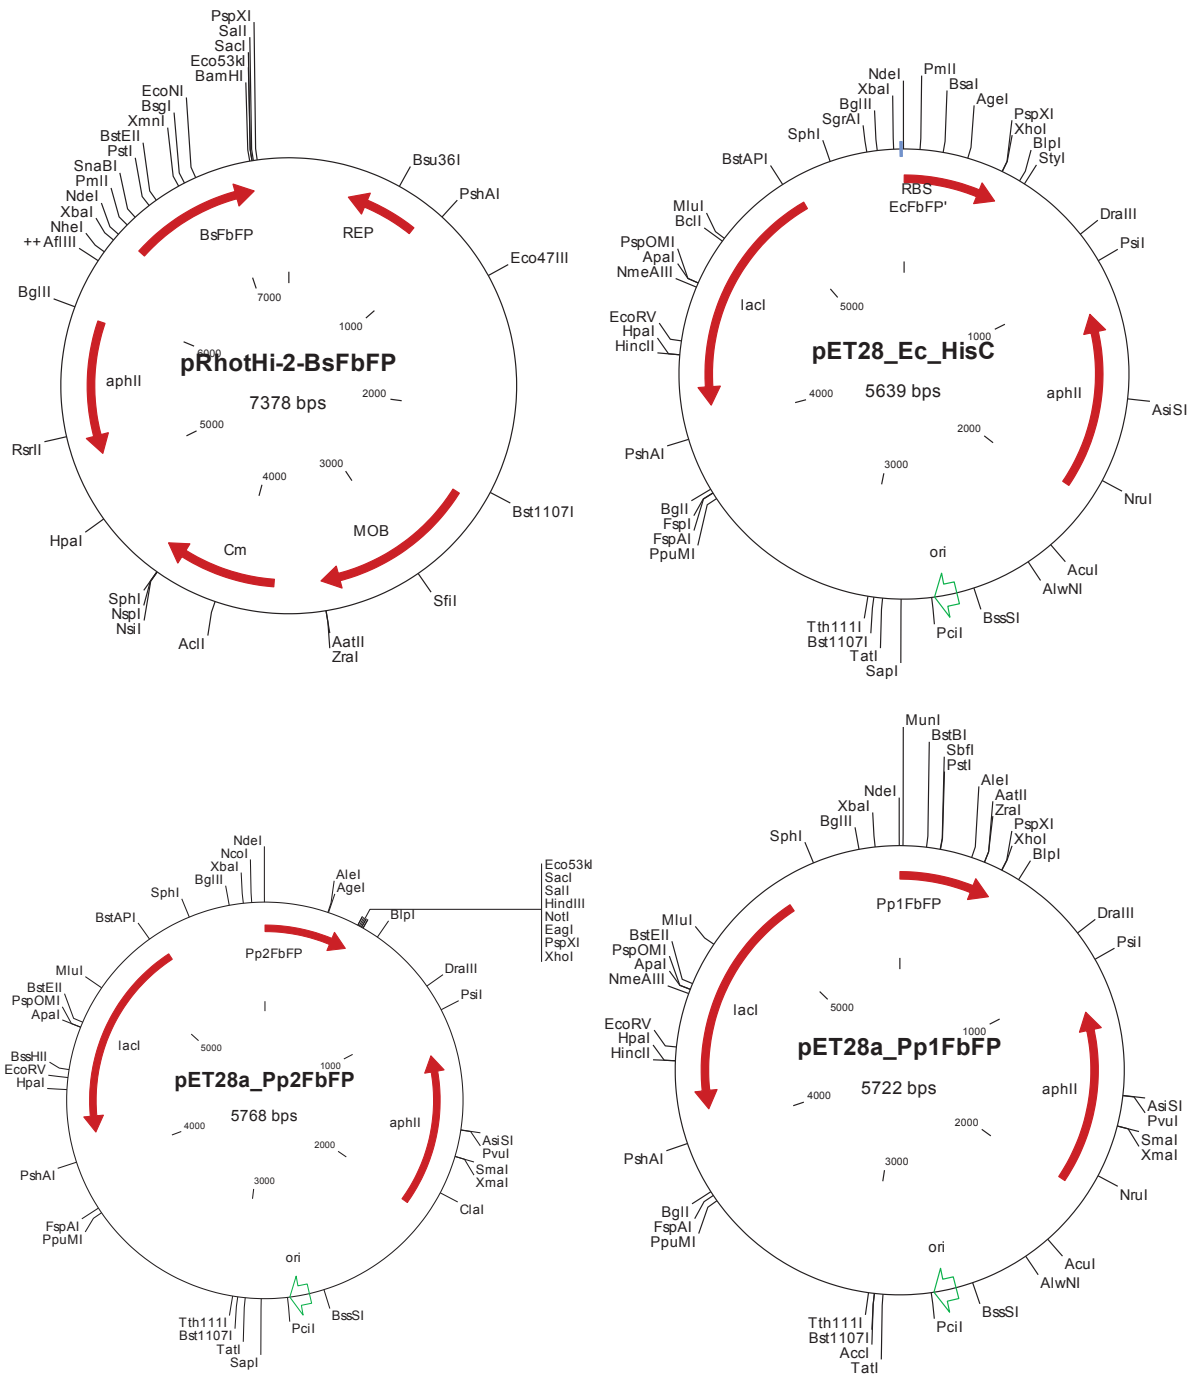 PspXI
SalI
SacI
Eco53kI
BamHI
EcoNI
BsgI
XmnI
BstEII
PstI
SnaBI
PmlI
NdeI
XbaI
NheI
++AflIII
BglII
RsrII
HpaI
SphI
NspI
NsiI
AclI
AatII
ZraI
SfiI
Bst1107I
Eco47III
PshAI
Bsu36I
BsFbFP
REP
aphII
Cm
MOB
7000
1000
6000
2000
5000
4000
3000
pRhotHi-2-BsFbFP
7378 bps
NdeI
XbaI
BglII
SgrAI
SphI
BstAPI
MluI
BclI
PspOMI
ApaI
NmeAIII
EcoRV
HpaI
HincII
PshAI
BglI
FspI
FspAI
PpuMI
Tth111I
Bst1107I
TatI
SapI
PciI
BssSI
AlwNI
AcuI
NruI
AsiSI
PsiI
DraIII
StyI
BlpI
XhoI
PspXI
AgeI
BsaI
PmlI
RBS
EcFbFP'
lacI
aphII
ori
5000
1000
4000
2000
3000
pET28_Ec_HisC
5639 bps
NdeI
NcoI
XbaI
BglII
SphI
BstAPI
MluI
BstEII
PspOMI
ApaI
BssHII
EcoRV
HpaI
PshAI
FspAI
PpuMI
Tth111I
Bst1107I
TatI
SapI
PciI
BssSI
ClaI
XmaI
SmaI
PvuI
AsiSI
PsiI
DraIII
BlpI
AleI
AgeI
Eco53kI
SacI
SalI
HindIII
NotI
EagI
PspXI
XhoI
Pp2FbFP
lacI
aphII
ori
5000
1000
4000
2000
3000
pET28a_Pp2FbFP
5768 bps
MunI
BstBI
SbfI
PstI
AleI
AatII
ZraI
PspXI
XhoI
BlpI
DraIII
PsiI
AsiSI
PvuI
SmaI
XmaI
NruI
AcuI
AlwNI
BssSI
PciI
TatI
AccI
Bst1107I
Tth111I
PpuMI
FspAI
BglI
PshAI
HincII
HpaI
EcoRV
NmeAIII
ApaI
PspOMI
BstEII
MluI
SphI
BglII
XbaI
NdeI
Pp1FbFP
lacI
aphII
ori
5000
1000
4000
2000
3000
pET28a_Pp1FbFP
5722 bps